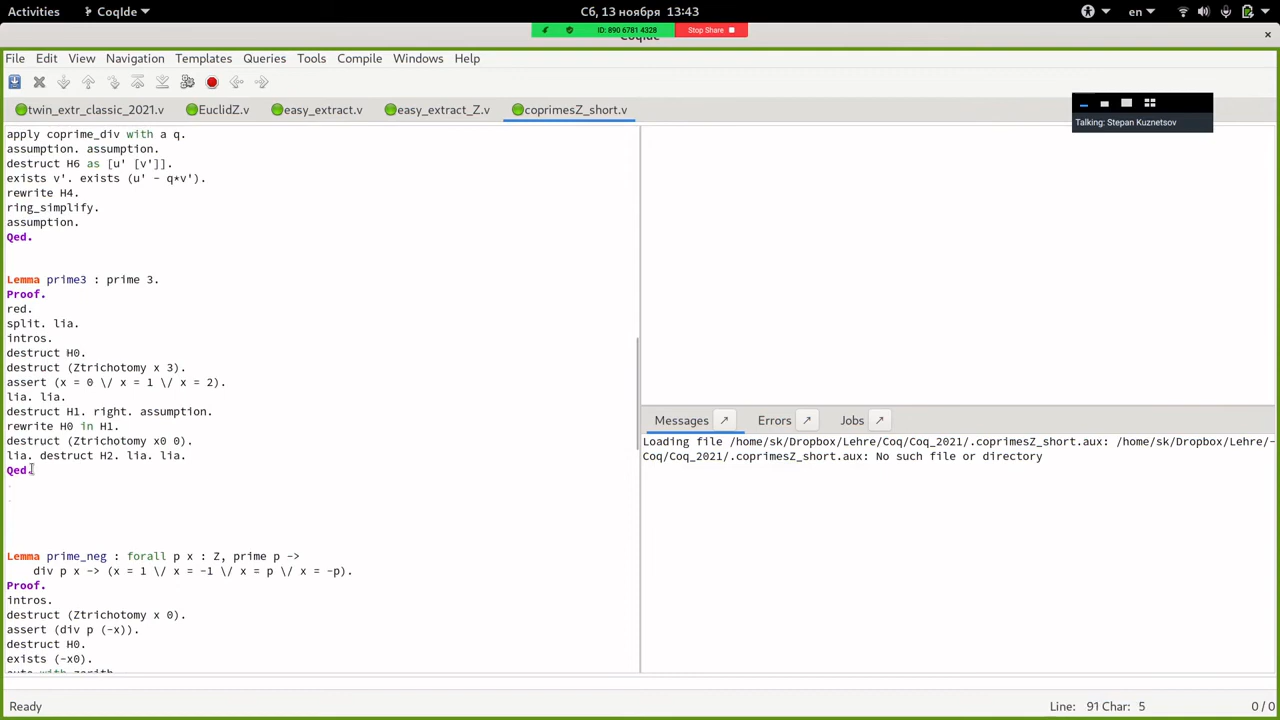 Activities CoqIde Сб, 13 ноября 13:43 en
ID: 890 6781 4328 Stop Share
File Edit View Navigation Templates Queries Tools Compile Windows Help
twin_extr_classic_2021.v EuclidZ.v easy_extract.v easy_extract_Z.v coprimesZ_short.v
Talking: Stepan Kuznetsov
apply coprime_div with a q.
assumption. assumption.
destruct H6 as [u' [v']].
exists v'. exists (u' - q*v').
rewrite H4.
ring_simplify.
assumption.
Qed.
Lemma prime3 : prime 3.
Proof.
red.
split. lia.
intros.
destruct H0.
destruct (Ztrichotomy x 3).
assert (x = 0 \/ x = 1 \/ x = 2).
lia. lia.
destruct H1. right. assumption.
rewrite H0 in H1.
destruct (Ztrichotomy x0 0).
lia. destruct H2. lia. lia.
Qed.
Lemma prime_neg : forall p x : Z, prime p ->
div p x -> (x = 1 \/ x = -1 \/ x = p \/ x = -p).
Proof.
intros.
destruct (Ztrichotomy x 0).
assert (div p (-x)).
destruct H0.
exists (-x0).
auto with zarith.
Messages Errors Jobs
Loading file /home/sk/Dropbox/Lehre/Coq/Coq_2021/.coprimesZ_short.aux: /home/sk/Dropbox/Lehre/-
Coq/Coq_2021/.coprimesZ_short.aux: No such file or directory
Ready Line: 91 Char: 5 0 / 0